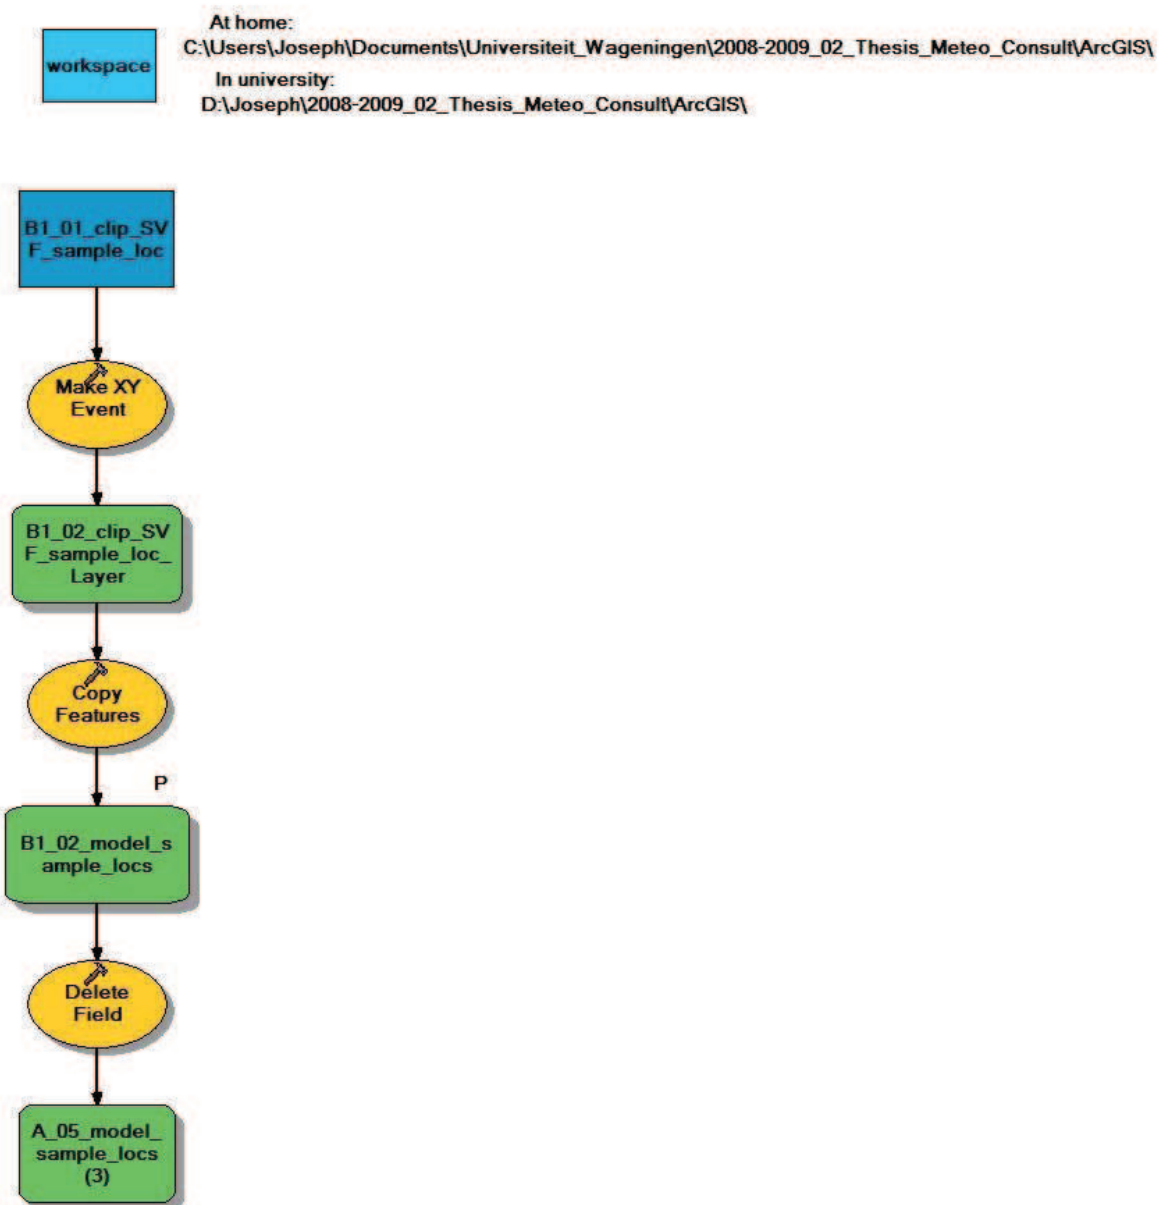 At home:
workspace
C:\Users\Joseph\Documents\Universiteit_Wageningen\2008-2009_02_Thesis_Meteo_Consult\ArcGIS\
In university:
D:\Joseph\2008-2009_02_Thesis_Meteo_Consult\ArcGIS\
B1_01_clip_SV
F_sample_loc
Make XY
Event
B1_02_clip_SV
F_sample_loc_
Layer
Copy
Features
P
B1_02_model_s
ample_locs
Delete
Field
A_05_model_
sample_locs
(3)